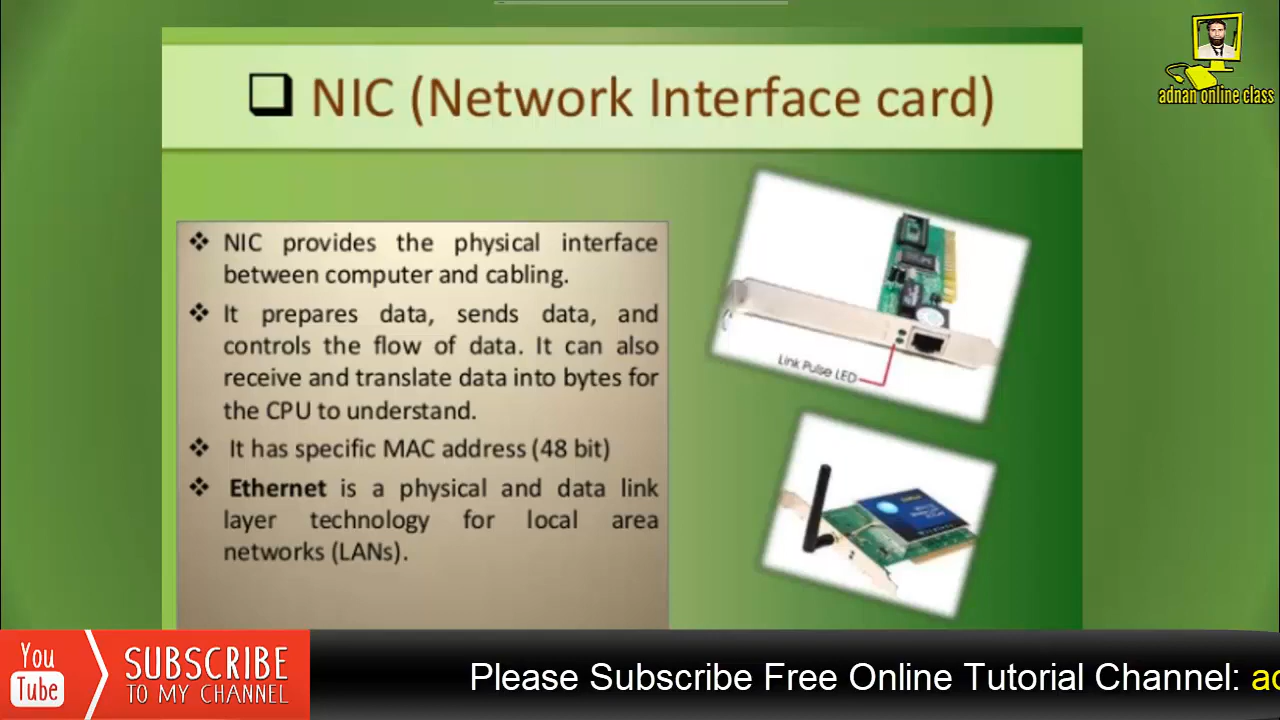 NIC (Network Interface card)
adnan online class
NIC provides the physical interface
between computer and cabling.
It prepares data, sends data, and
controls the flow of data. It can also
receive and translate data into bytes for
the CPU to understand.
It has specific MAC address (48 bit)
Ethernet is a physical and data link
layer technology for local area
networks (LANs).
Link Pulse LED
You
Tube
SUBSCRIBE
TO MY CHANNEL
Please Subscribe Free Online Tutorial Channel: